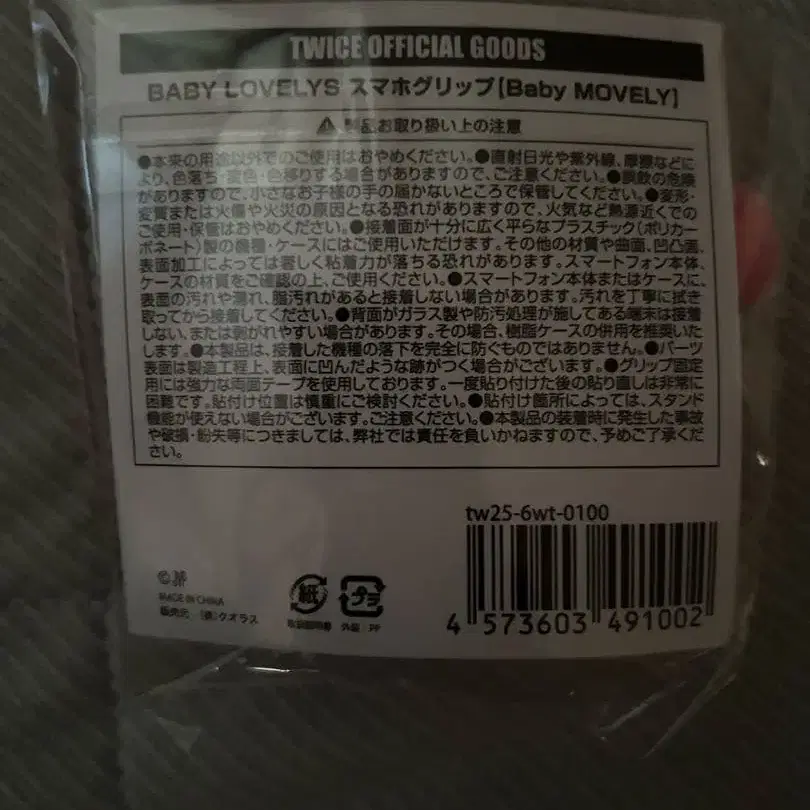 TWICE OFFICIAL GOODS
BABY LOVELYS スマホグリップ[Baby MOVELY]
⚠ 製品お取り扱い上の注意
●本来の用途以外でのご使用はおやめください。●直射日光や紫外線、摩擦などに
より、色落ち・変色・色移りする場合がありますので、ご注意ください。●誤飲の危険
がありますので、小さなお子様の手の届かないところで保管してください。●変形・
変質または火傷や火災の原因となる恐れがありますので、火気など熱源近くでの
ご使用・保管はおやめください。●接着面が十分に広く平らなプラスチック(ポリカー
ボネート)製の機種・ケースにはご使用いただけます。その他の材質や曲面、凹凸面、
表面加工によっては著しく粘着力が落ちる恐れがあります。スマートフォン本体、
ケースの材質をご確認の上、ご使用ください。●スマートフォン本体またはケースに、
表面の汚れや濡れ、脂汚れがあると接着しない場合があります。汚れを丁寧に拭き
取ってから接着してください。●背面がガラス製や防汚処理が施してある端末は接着
しない、または剥がれやすい場合があります。その場合、樹脂ケースの併用を推奨いた
します。●本製品は、接着した機種の落下を完全に防ぐものではありません。●パーツ
表面は製造工程上、表面に凹んだような跡がつく場合がございます。●グリップ固定
用には強力な両面テープを使用しております。一度貼り付けた後の貼り直しは非常に
困難です。貼付け位置は慎重にご検討ください。●貼付け箇所によっては、スタンド
機能が使えない場合がございます。ご注意ください。●本製品の装着時に発生した事故
や破損・紛失等につきましては、弊社では責任を負いかねますので、予めご了承くだ
さい。
tw25-6wt-0100
©JYP
MADE IN CHINA
販売元 (株)クオラス
紙
取扱説明書
プラ
外装:PP
4 573603 491002